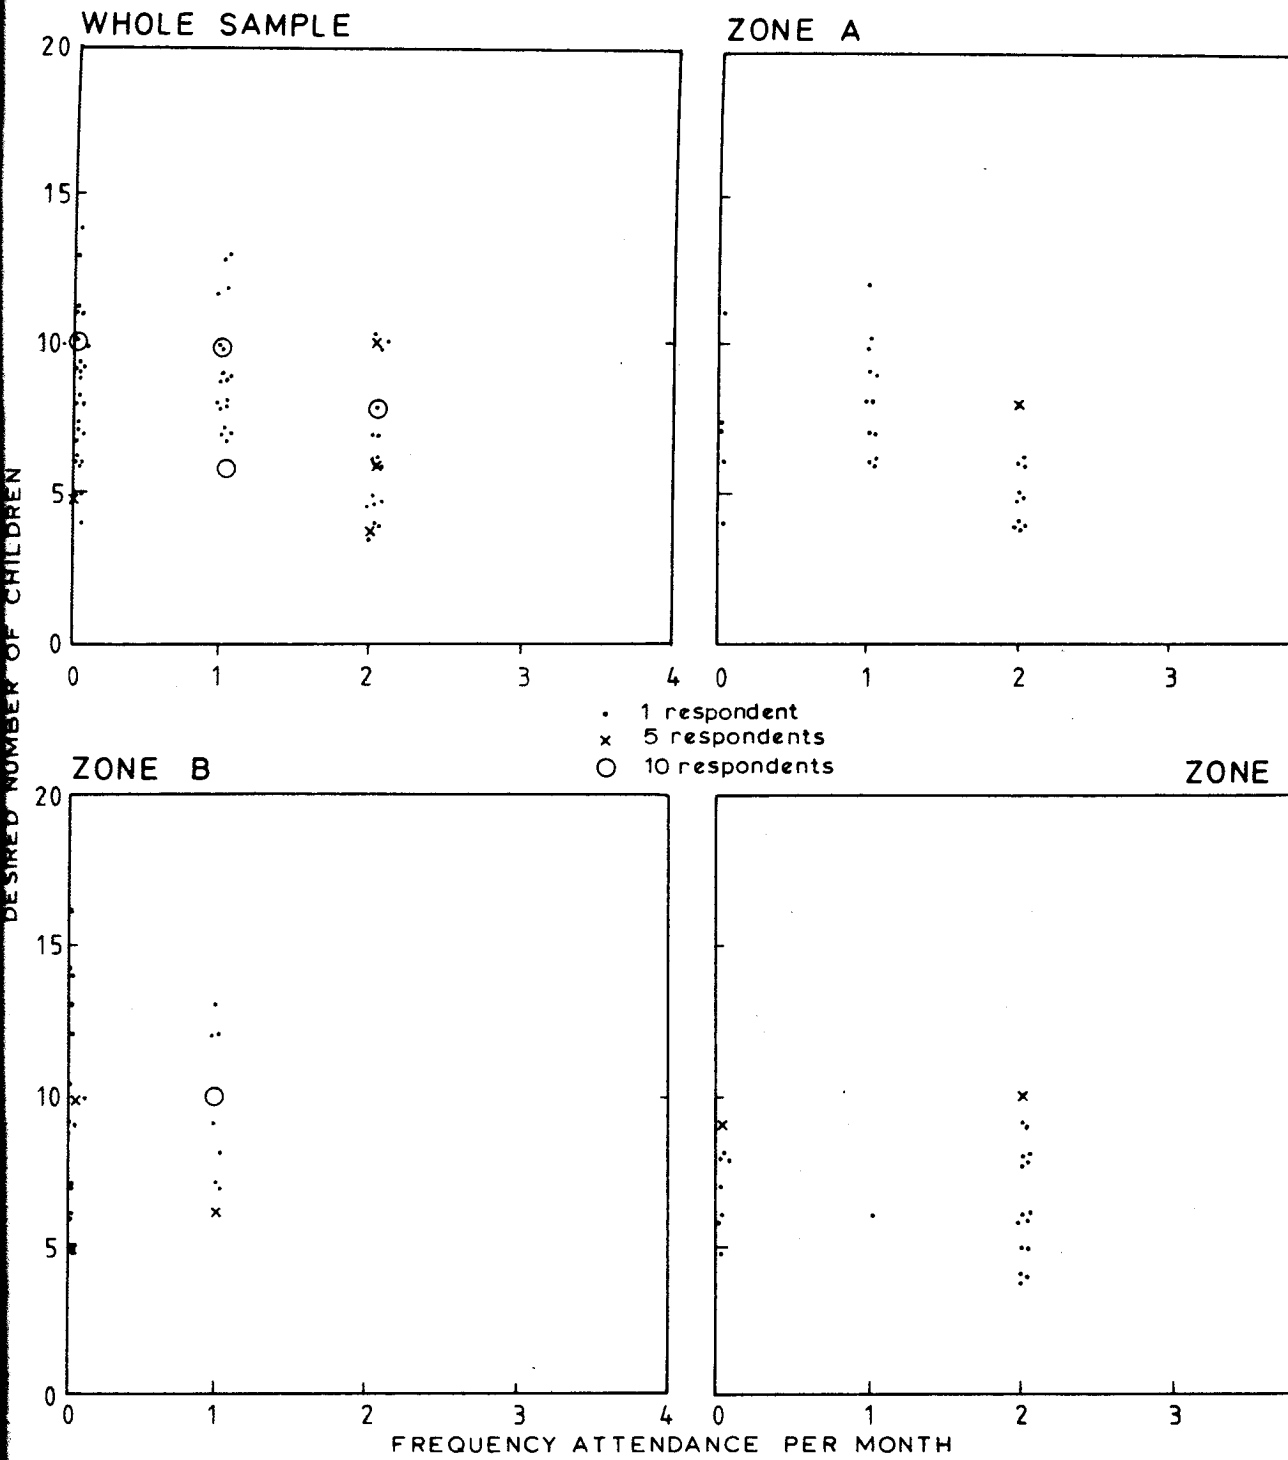 WHOLE SAMPLE
20
15
10
5
0
0 1 2 3 4
ZONE A
0 1 2 3
• 1 respondent
x 5 respondents
○ 10 respondents
DESIRED NUMBER OF CHILDREN
ZONE B
20
15
10
5
0
0 1 2 3 4
ZONE
0 1 2 3
FREQUENCY ATTENDANCE PER MONTH